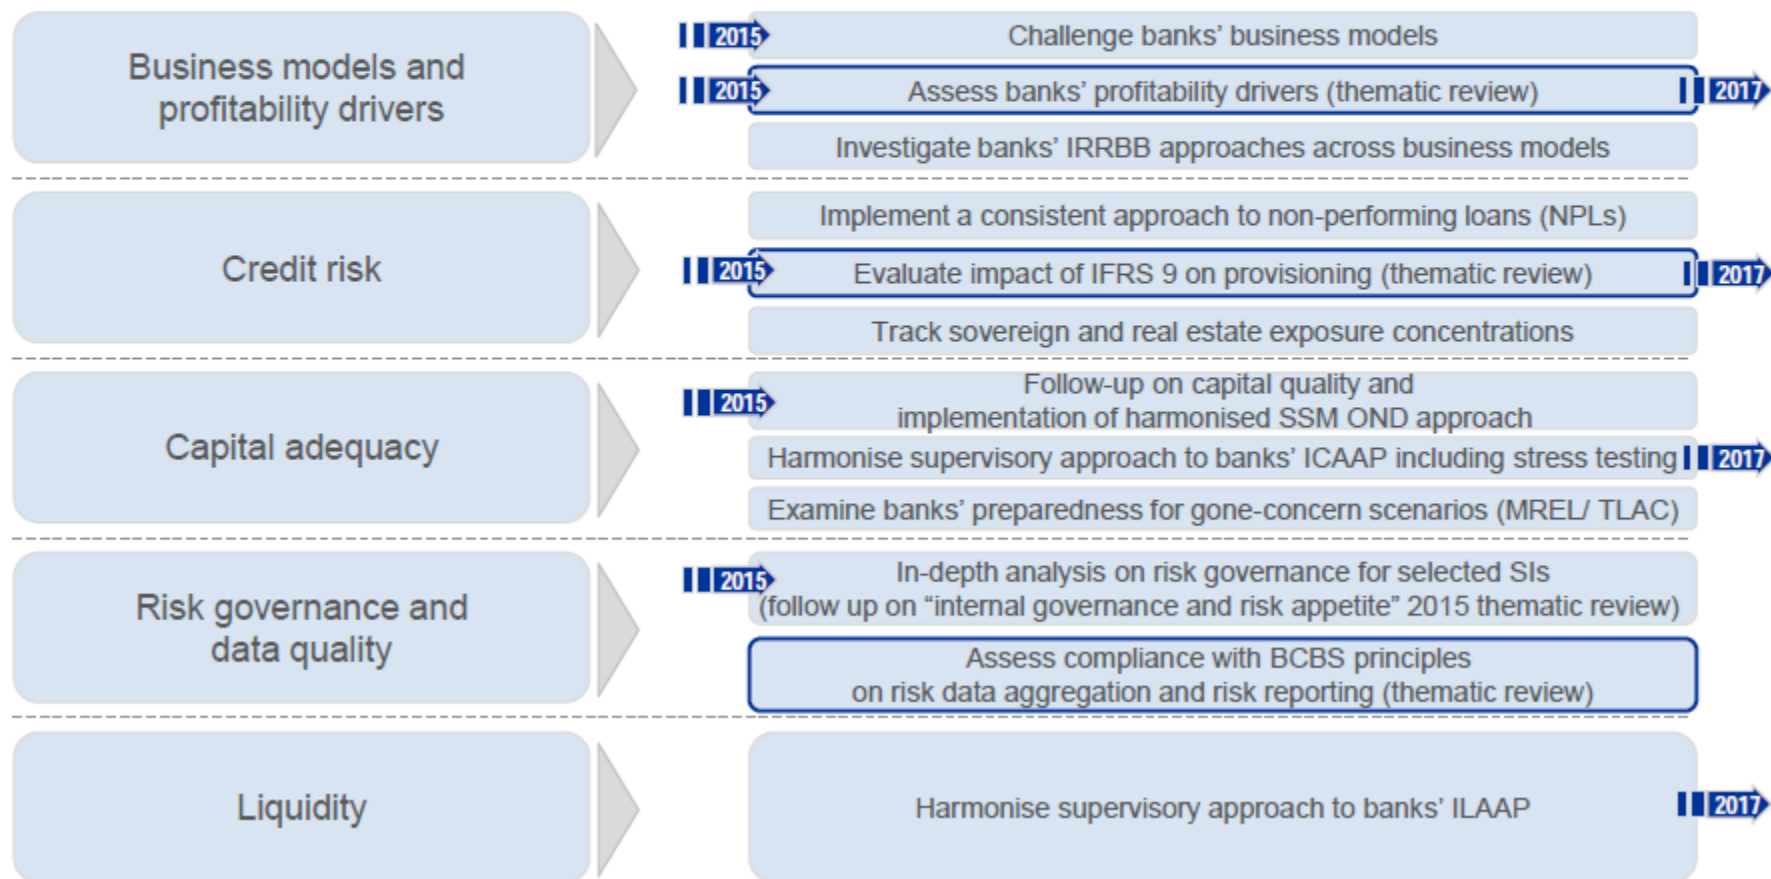 Business models and
profitability drivers
2015
Challenge banks’ business models
2015
Assess banks’ profitability drivers (thematic review)
2017
Investigate banks’ IRRBB approaches across business models
Credit risk
Implement a consistent approach to non-performing loans (NPLs)
2015
Evaluate impact of IFRS 9 on provisioning (thematic review)
2017
Track sovereign and real estate exposure concentrations
Capital adequacy
2015
Follow-up on capital quality and
implementation of harmonised SSM OND approach
Harmonise supervisory approach to banks’ ICAAP including stress testing
2017
Examine banks’ preparedness for gone-concern scenarios (MREL/ TLAC)
Risk governance and
data quality
2015
In-depth analysis on risk governance for selected SIs
(follow up on “internal governance and risk appetite” 2015 thematic review)
Assess compliance with BCBS principles
on risk data aggregation and risk reporting (thematic review)
Liquidity
Harmonise supervisory approach to banks’ ILAAP
2017